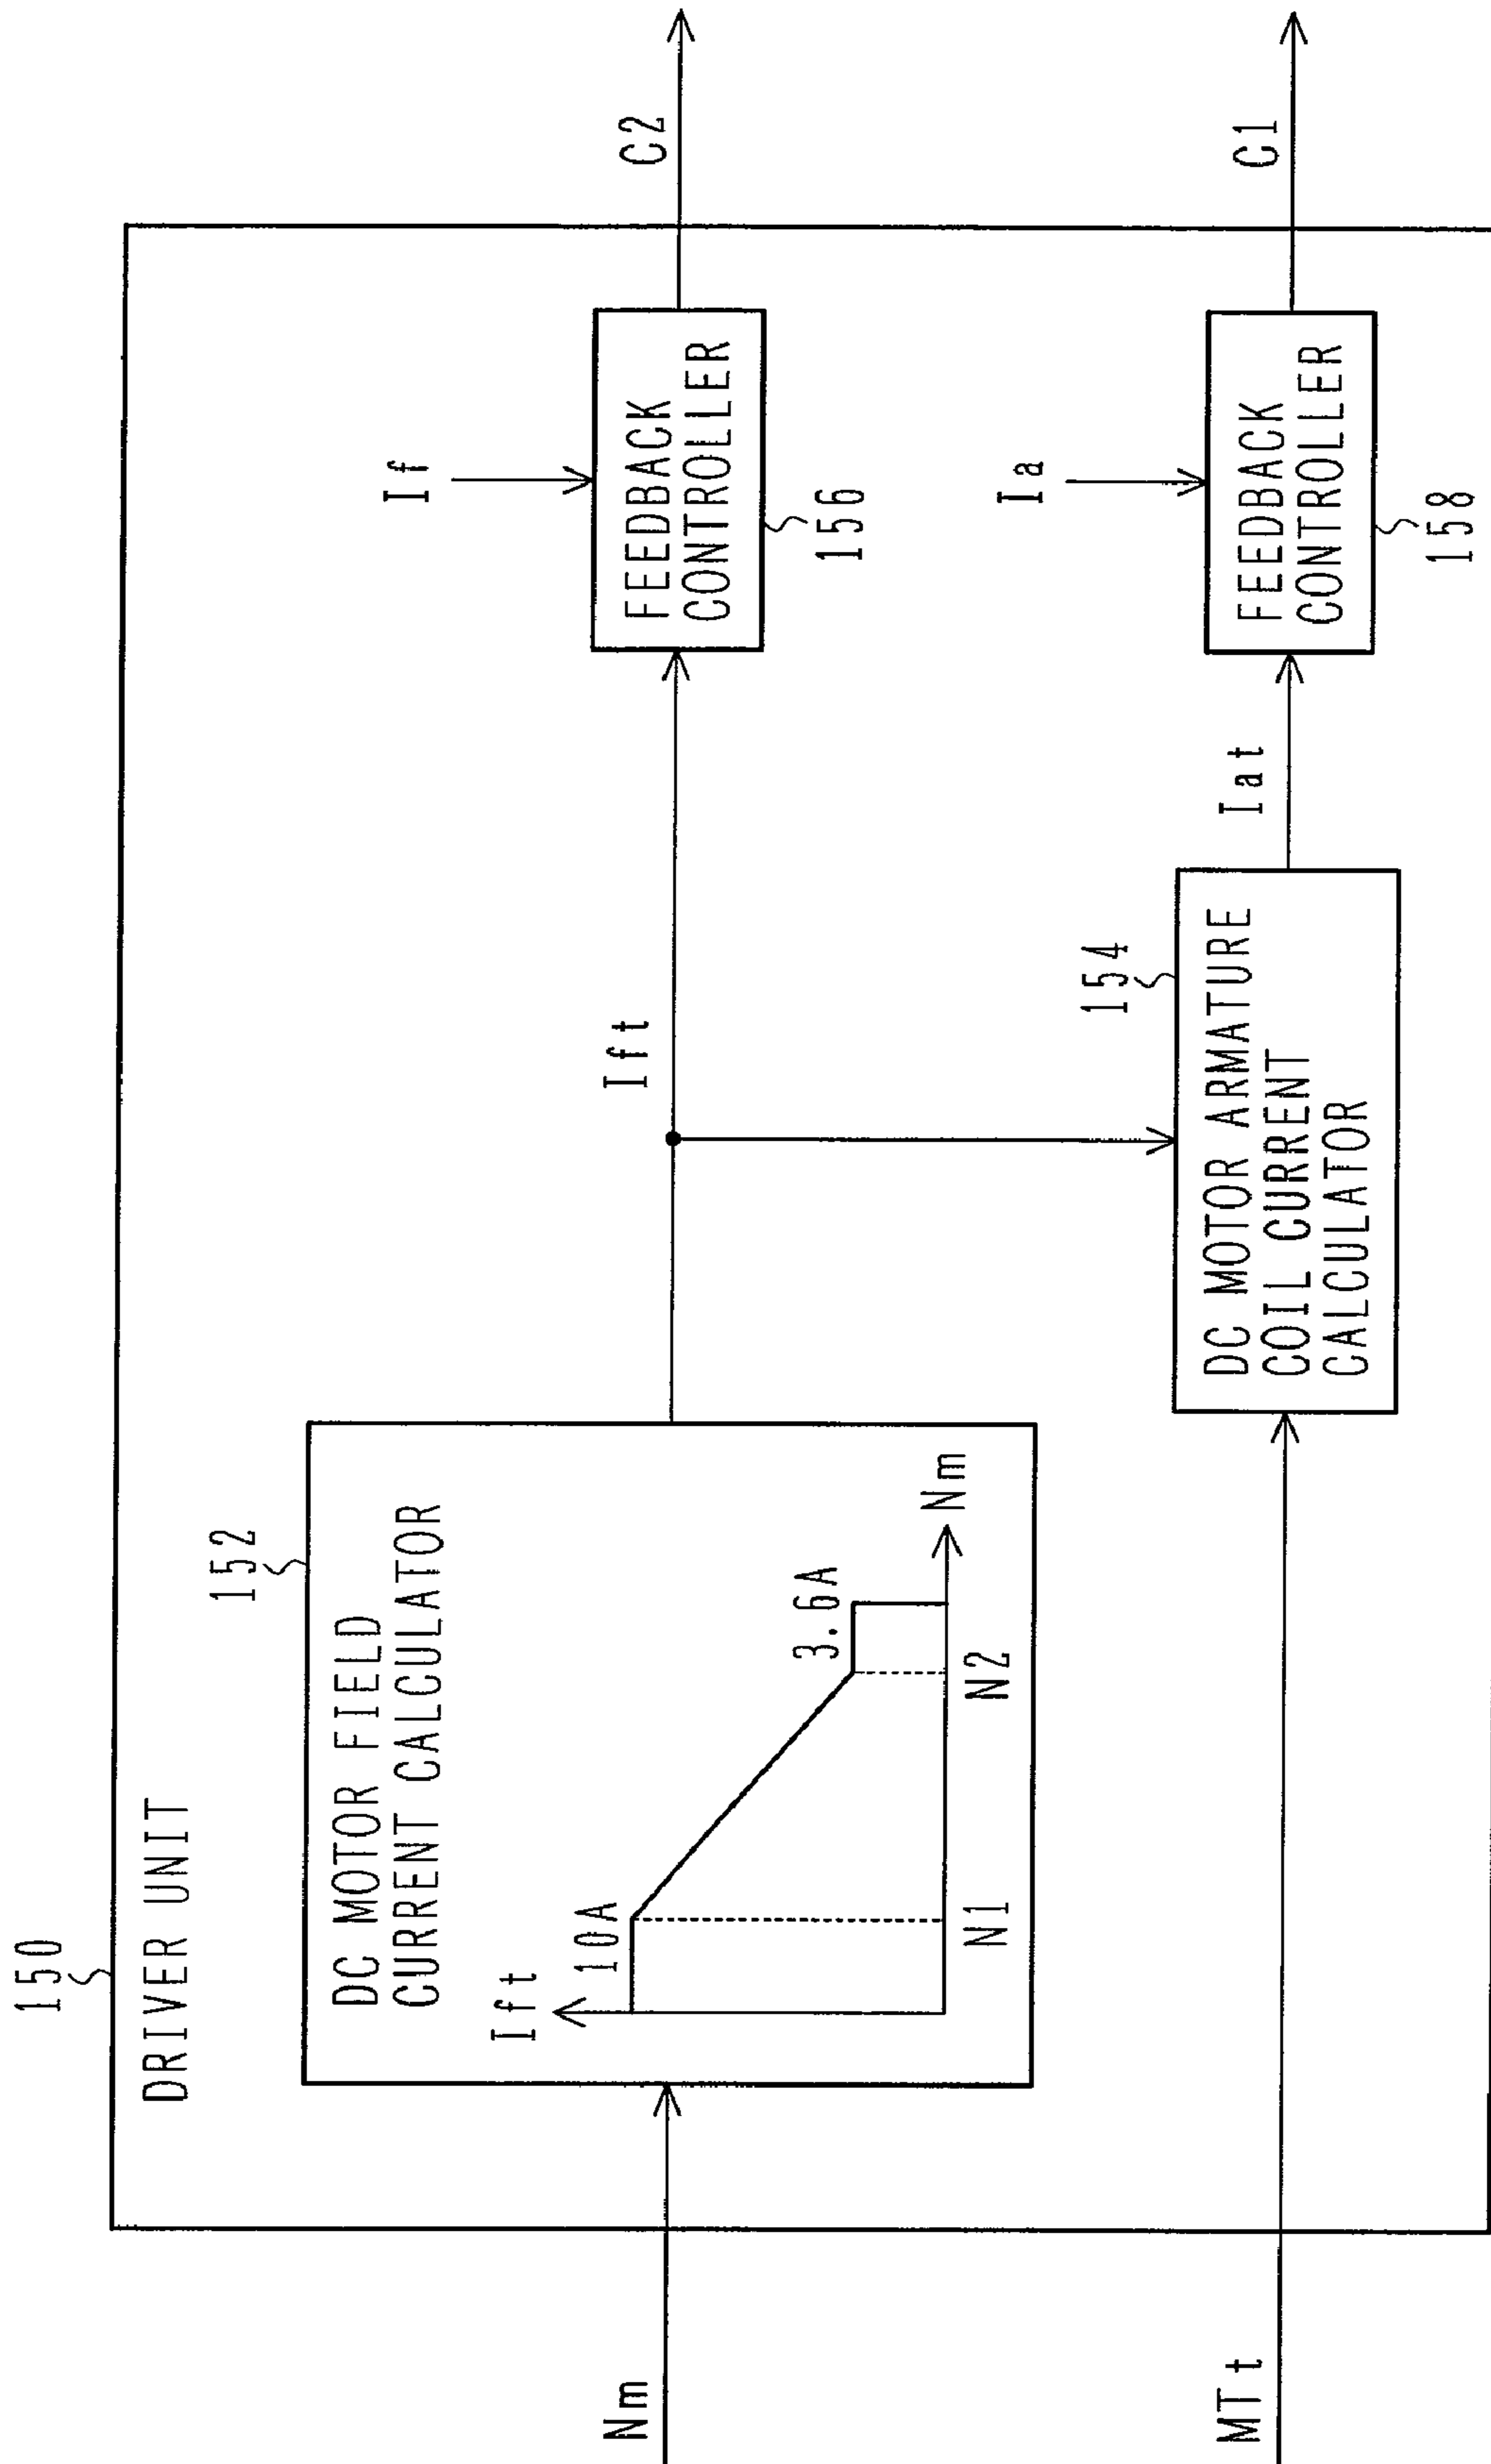 150
DRIVER UNIT
152
DC MOTOR FIELD
CURRENT CALCULATOR
Ift
10A
3.6A
N1
N2
Nm
Nm
Ift
If
FEEDBACK
CONTROLLER
156
C2
MTt
154
DC MOTOR ARMATURE
COIL CURRENT
CALCULATOR
Iat
Ia
FEEDBACK
CONTROLLER
158
C1